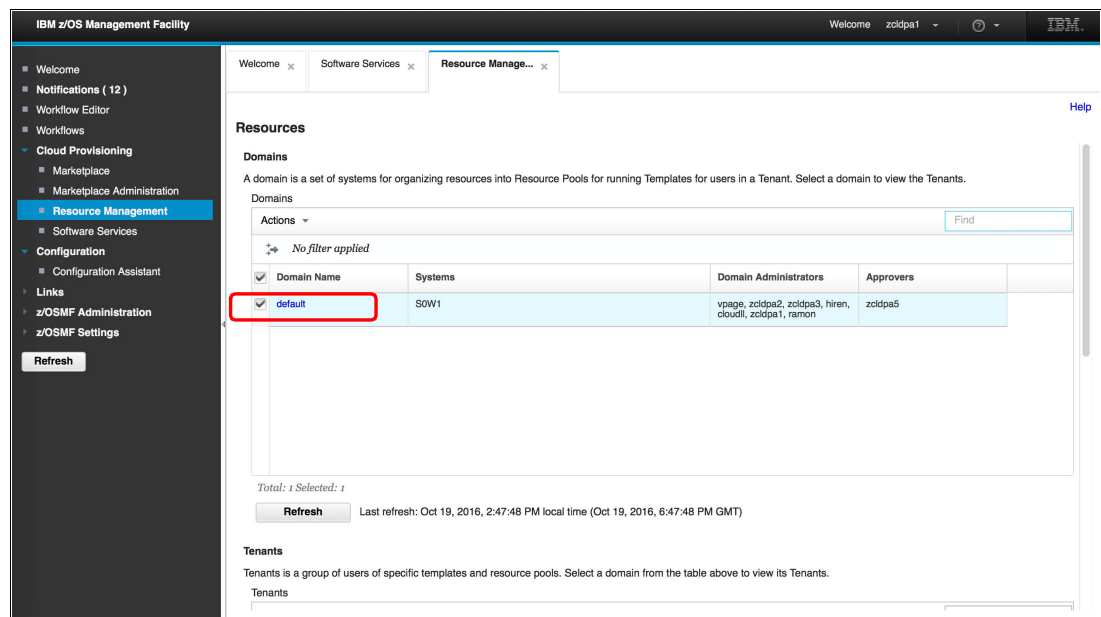 IBM z/OS Management Facility
Welcome zcldpa1
IBM.
Welcome
Notifications ( 12 )
Workflow Editor
Workflows
Cloud Provisioning
Marketplace
Marketplace Administration
Resource Management
Software Services
Configuration
Configuration Assistant
Links
z/OSMF Administration
z/OSMF Settings
Refresh
Welcome
Software Services
Resource Manage...
Help
Resources
Domains
A domain is a set of systems for organizing resources into Resource Pools for running Templates for users in a Tenant. Select a domain to view the Tenants.
Domains
Actions
Find
No filter applied
Domain Name Systems Domain Administrators Approvers
default S0W1 vpage, zcldpa2, zcldpa3, hiren, zcldpa5
cloudll, zcldpa1, ramon
Total: 1 Selected: 1
Refresh Last refresh: Oct 19, 2016, 2:47:48 PM local time (Oct 19, 2016, 6:47:48 PM GMT)
Tenants
Tenants is a group of users of specific templates and resource pools. Select a domain from the table above to view its Tenants.
Tenants